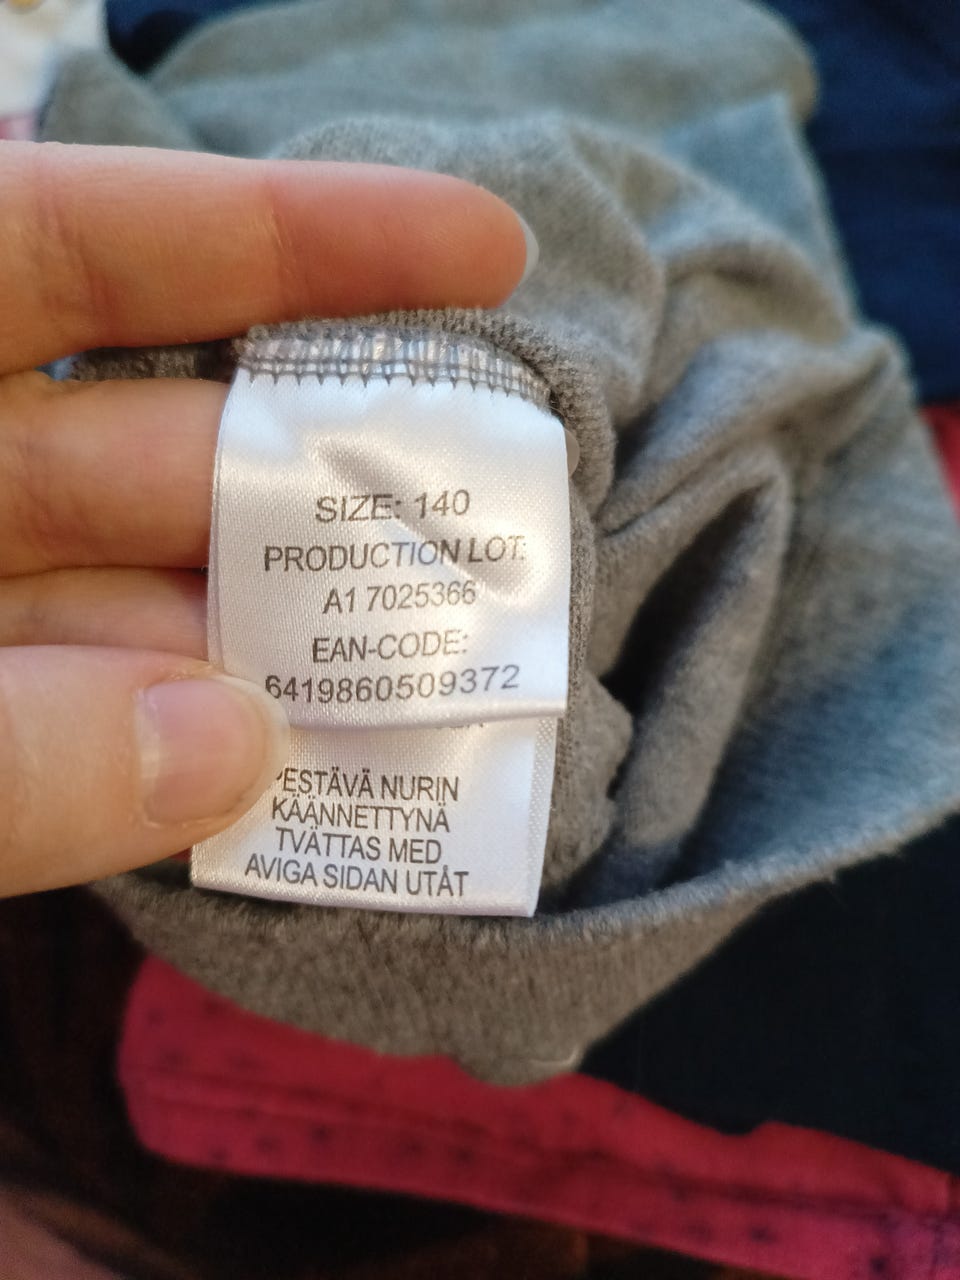 SIZE: 140
PRODUCTION LOT:
A1 7025366
EAN-CODE:
6419860509372
PESTÄVÄ NURIN
KÄÄNNETTYNÄ
TVÄTTAS MED
AVIGA SIDAN UTÅT